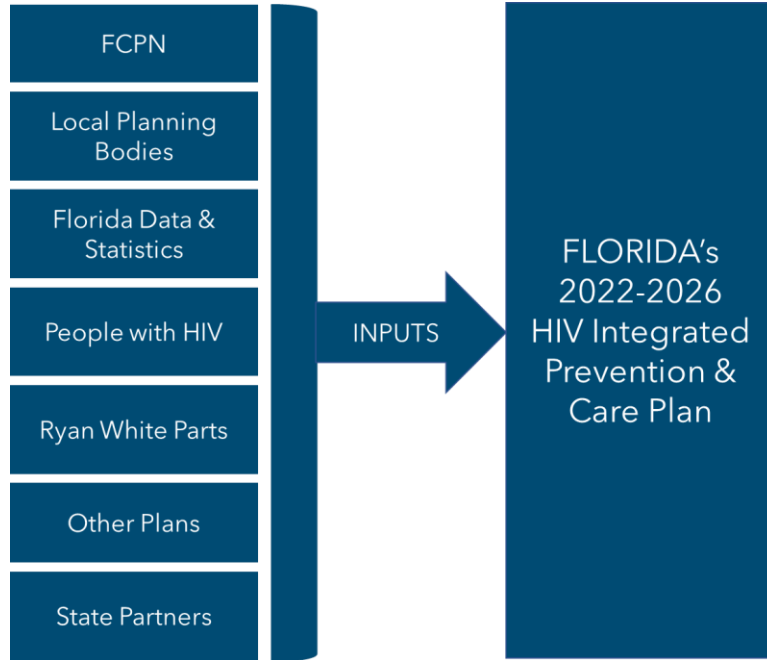 FCPN
Local Planning
Bodies
Florida Data &
Statistics
People with HIV
Ryan White Parts
Other Plans
State Partners
INPUTS
FLORIDA's
2022-2026
HIV Integrated
Prevention &
Care Plan